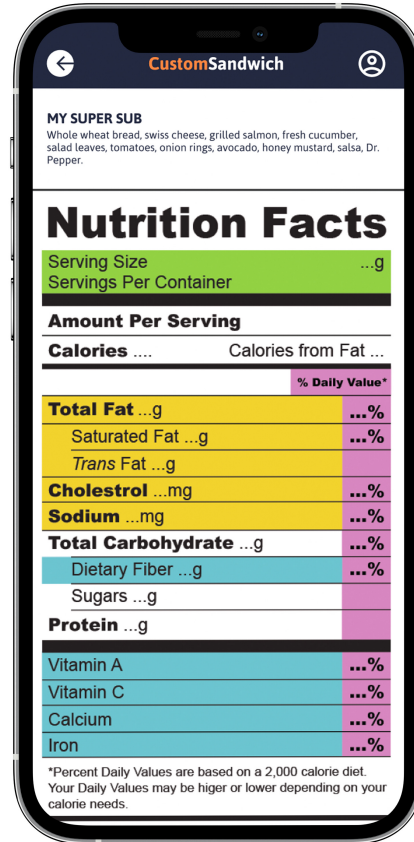 CustomSandwich
MY SUPER SUB
Whole wheat bread, swiss cheese, grilled salmon, fresh cucumber,
salad leaves, tomatoes, onion rings, avocado, honey mustard, salsa, Dr.
Pepper.
Nutrition Facts
Serving Size ...g
Servings Per Container
Amount Per Serving
Calories .... Calories from Fat ...
% Daily Value*
Total Fat ...g ...%
Saturated Fat ...g ...%
Trans Fat ...g
Cholestrol ...mg ...%
Sodium ...mg ...%
Total Carbohydrate ...g ...%
Dietary Fiber ...g ...%
Sugars ...g
Protein ...g
Vitamin A ...%
Vitamin C ...%
Calcium ...%
Iron ...%
*Percent Daily Values are based on a 2,000 calorie diet.
Your Daily Values may be higer or lower depending on your
calorie needs.